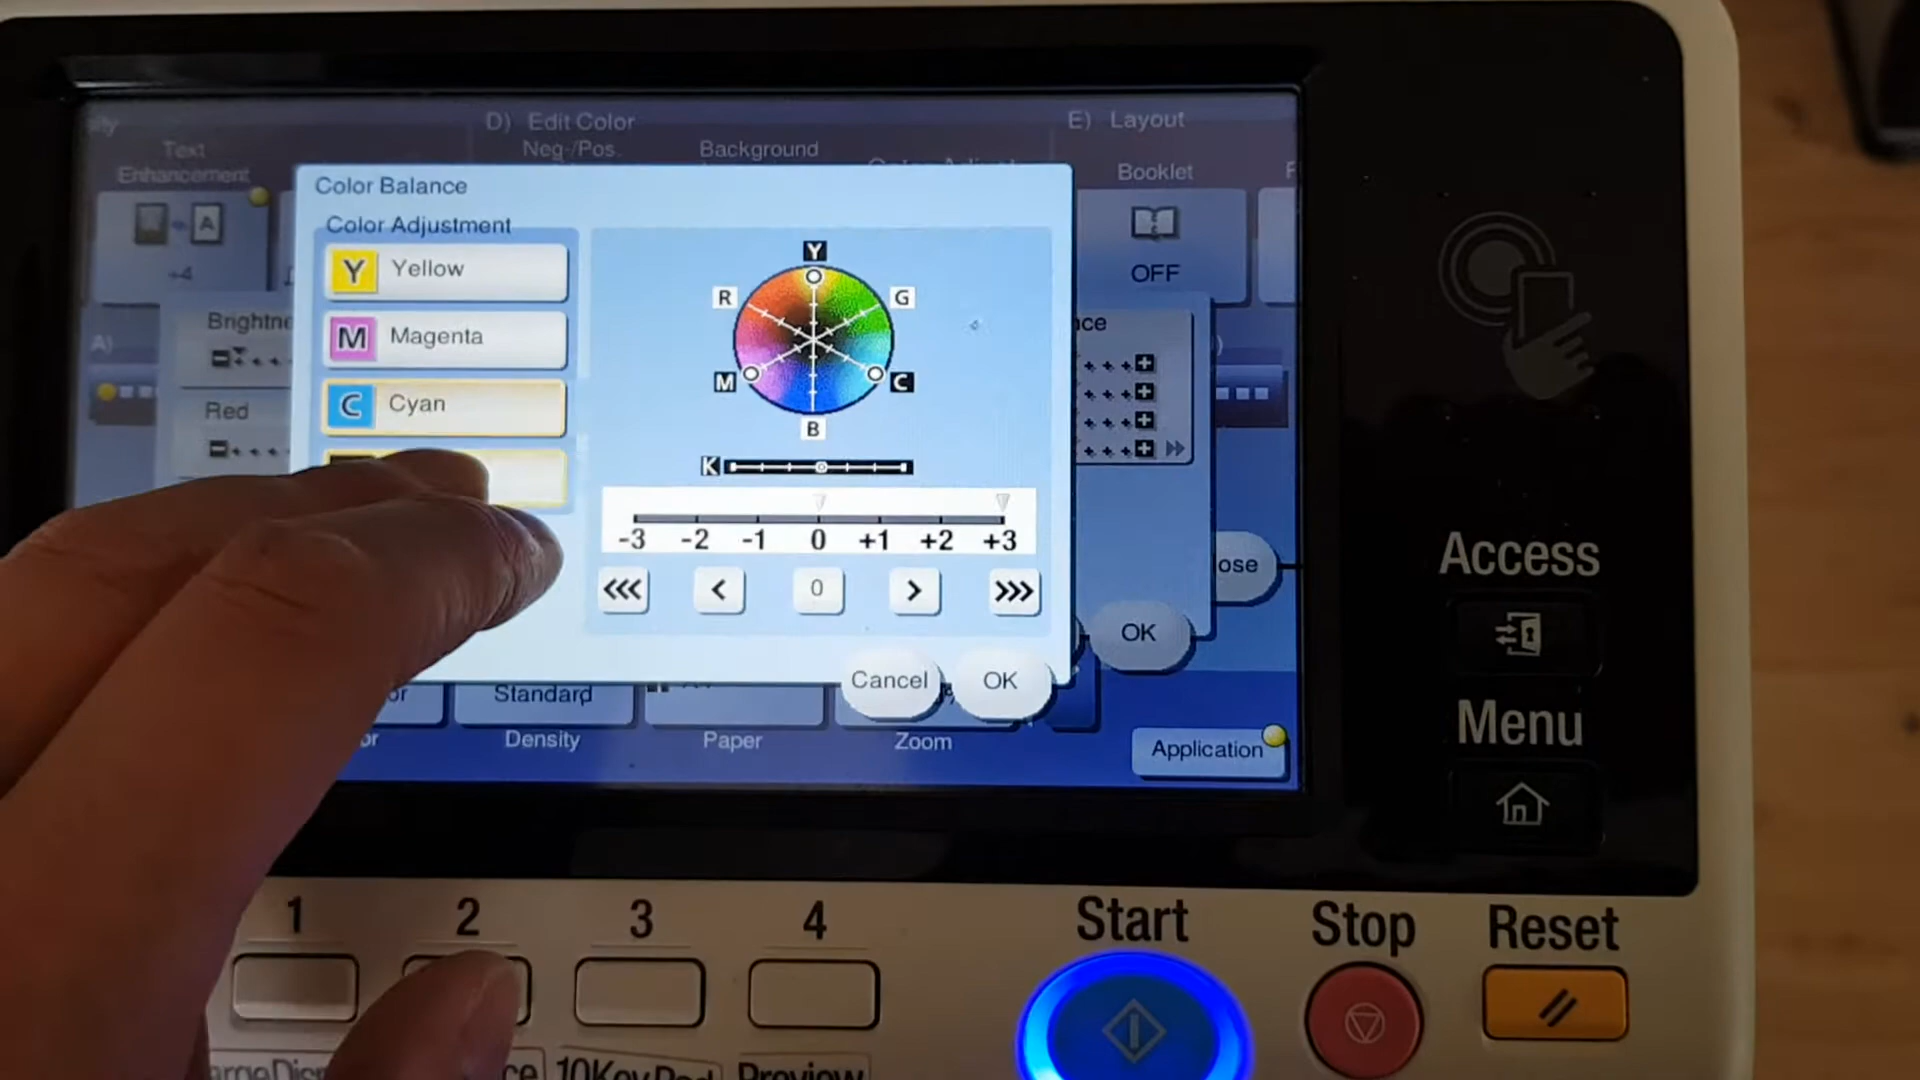 D) Edit Color
E) Layout
Text
Enhancement
Neg-/Pos.
Background
Booklet
A
+4
OFF
Color Balance
Color Adjustment
Y Yellow
M Magenta
C Cyan
Y
R
G
M
C
B
K
-3 -2 -1 0 +1 +2 +3
<<< < 0 > >>>
Cancel
OK
A)
Red
OK
Standard
Density
Paper
Zoom
Application
Access
Menu
1
2
3
4
Start
Stop
Reset
10KeyPad
Preview